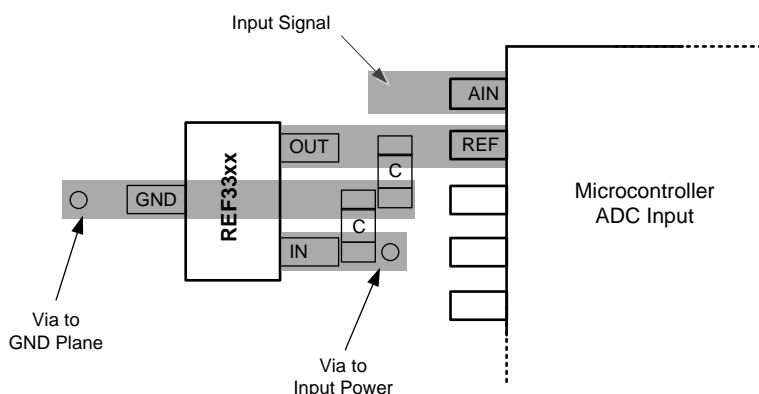 Input Signal
AIN
OUT
REF
C
GND
REF33xx
Microcontroller
ADC Input
C
IN
Via to
GND Plane
Via to
Input Power